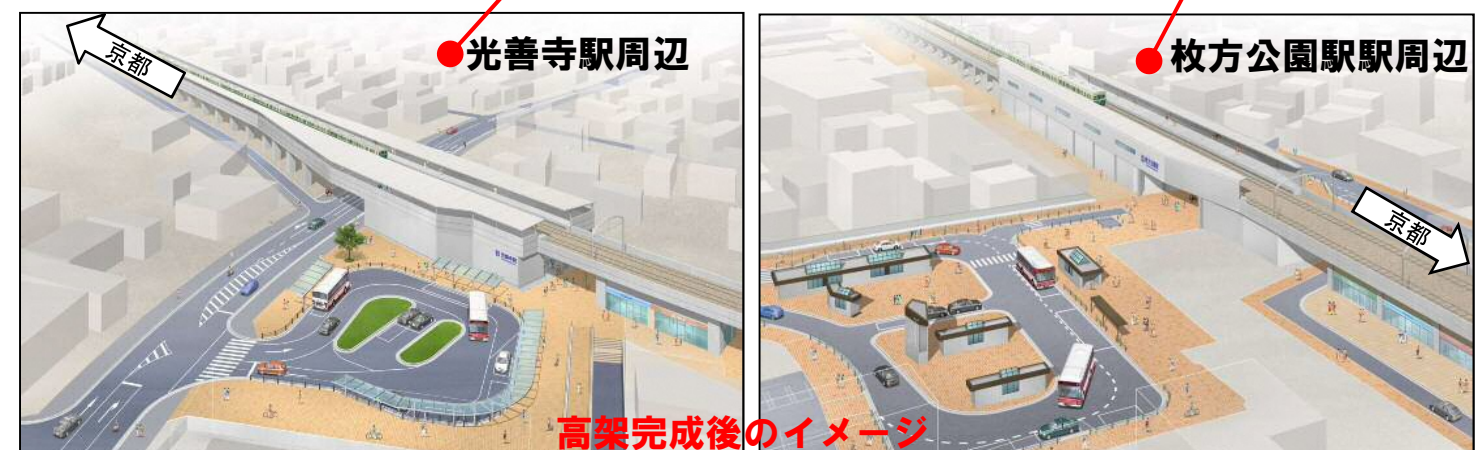 京都
光善寺駅周辺
枚方公園駅駅周辺
京都
高架完成後のイメージ